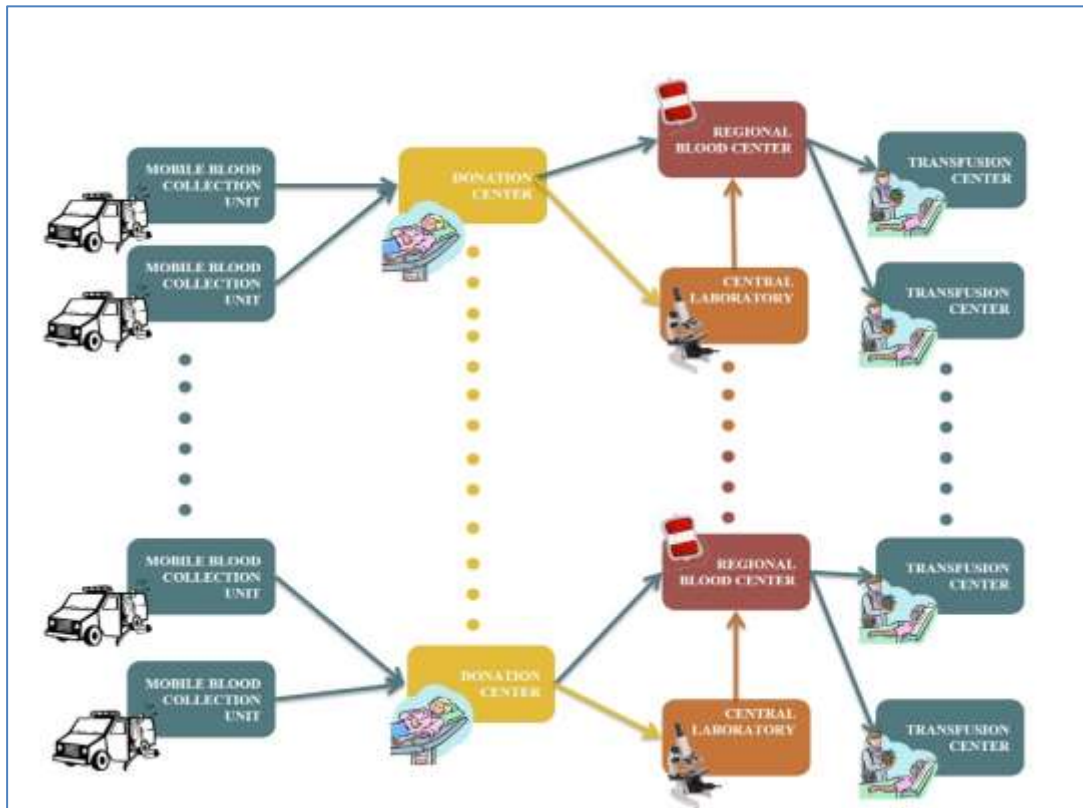 REGIONAL
BLOOD CENTER
MOBILE BLOOD
COLLECTION
UNIT
DONATION
CENTER
TRANSFUSION
CENTER
MOBILE BLOOD
COLLECTION
UNIT
CENTRAL
LABORATORY
TRANSFUSION
CENTER
MOBILE BLOOD
COLLECTION
UNIT
REGIONAL
BLOOD CENTER
TRANSFUSION
CENTER
MOBILE BLOOD
COLLECTION
UNIT
DONATION
CENTER
CENTRAL
LABORATORY
TRANSFUSION
CENTER